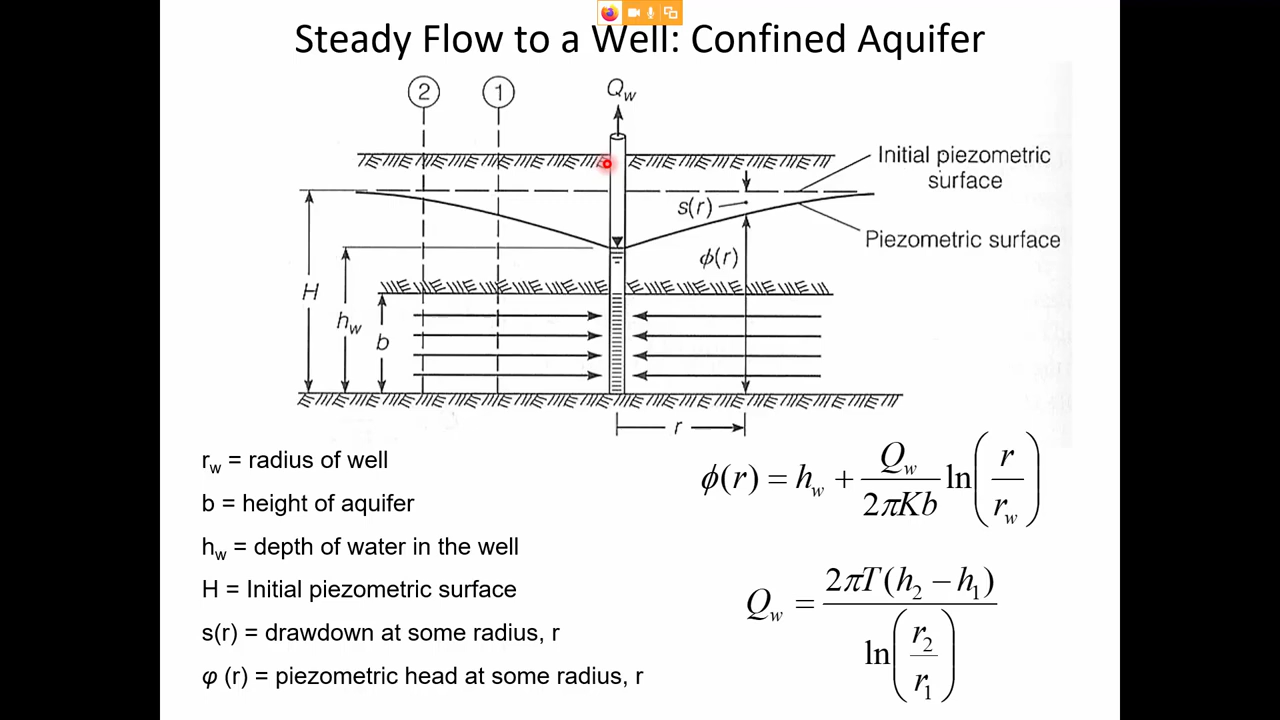 Steady Flow to a Well: Confined Aquifer
2
1
Q_w
Initial piezometric
surface
s(r)
Piezometric surface
ϕ(r)
H
h_w
b
r
r_w = radius of well
b = height of aquifer
h_w = depth of water in the well
H = Initial piezometric surface
s(r) = drawdown at some radius, r
φ (r) = piezometric head at some radius, r
ϕ(r) = h_w + Q_w / 2πKb ln(r / r_w)
Q_w = 2πT(h_2 − h_1) / ln(r_2 / r_1)